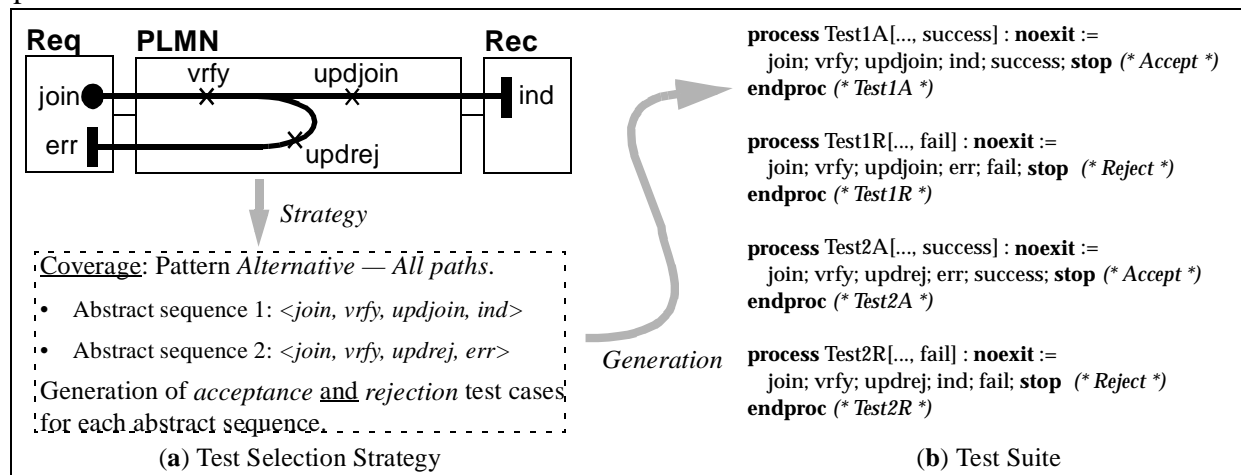 Req PLMN Rec
vrfy updjoin
join ind
err
updrej
Strategy
Coverage: Pattern Alternative — All paths.
• Abstract sequence 1: <join, vrfy, updjoin, ind>
• Abstract sequence 2: <join, vrfy, updrej, err>
Generation of acceptance and rejection test cases
for each abstract sequence.
(a) Test Selection Strategy
Generation
process Test1A[..., success] : noexit :=
join; vrfy; updjoin; ind; success; stop (* Accept *)
endproc (* Test1A *)
process Test1R[..., fail] : noexit :=
join; vrfy; updjoin; err; fail; stop (* Reject *)
endproc (* Test1R *)
process Test2A[..., success] : noexit :=
join; vrfy; updrej; err; success; stop (* Accept *)
endproc (* Test2A *)
process Test2R[..., fail] : noexit :=
join; vrfy; updrej; ind; fail; stop (* Reject *)
endproc (* Test2R *)
(b) Test Suite